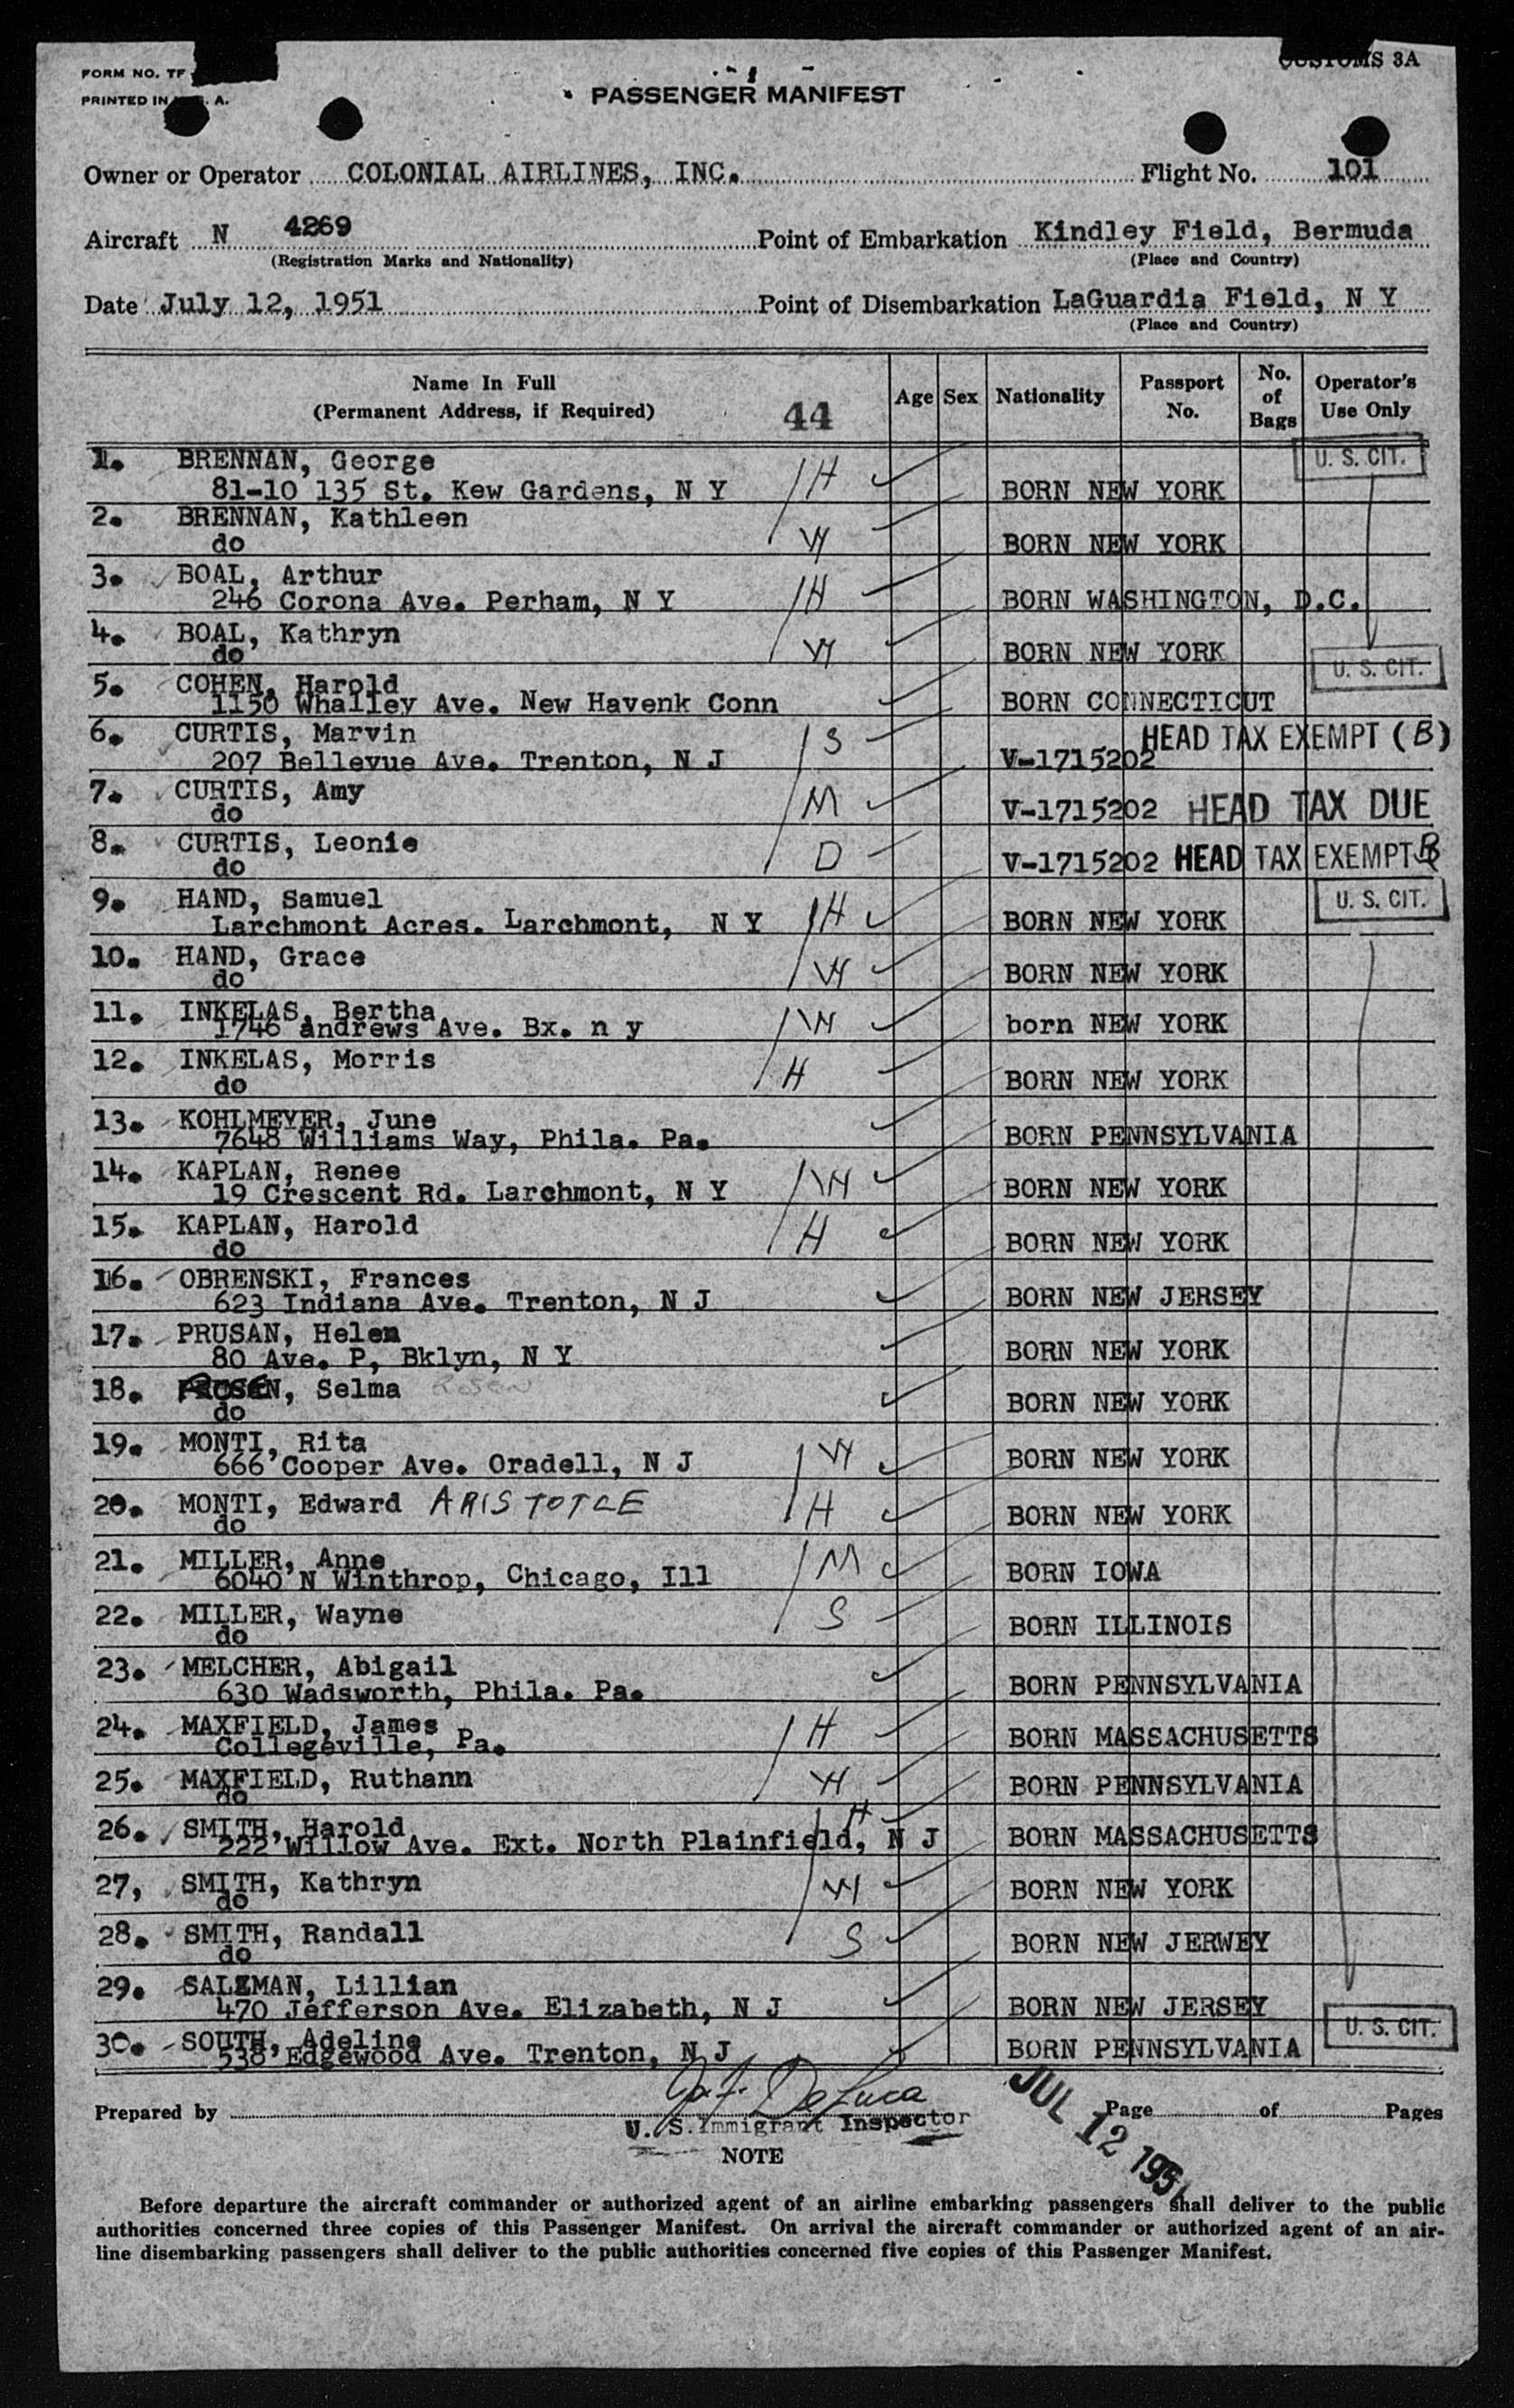 FORM NO. TF
PRINTED IN U. S. A.
CUSTOMS 3A
PASSENGER MANIFEST
Owner or Operator COLONIAL AIRLINES, INC. Flight No. 101
Aircraft N 4269 Point of Embarkation Kindley Field, Bermuda
(Registration Marks and Nationality) (Place and Country)
Date July 12, 1951 Point of Disembarkation LaGuardia Field, N Y
(Place and Country)
Name In Full (Permanent Address, if Required) 44 Age Sex Nationality Passport No. No. of Bags Operator's Use Only
1. BRENNAN, George U. S. CIT.
81-10 135 St. Kew Gardens, N Y H BORN NEW YORK
2. BRENNAN, Kathleen
do W BORN NEW YORK
3. BOAL, Arthur
246 Corona Ave. Perham, N Y H BORN WASHINGTON, D.C.
4. BOAL, Kathryn
do W BORN NEW YORK U. S. CIT.
5. COHEN, Harold
1150 Whalley Ave. New Havenk Conn BORN CONNECTICUT
6. CURTIS, Marvin S HEAD TAX EXEMPT (B)
207 Bellevue Ave. Trenton, N J V-1715202
7. CURTIS, Amy M
do V-1715202 HEAD TAX DUE
8. CURTIS, Leonie D
do V-1715202 HEAD TAX EXEMPT B
9. HAND, Samuel U. S. CIT.
Larchmont Acres. Larchmont, N Y H BORN NEW YORK
10. HAND, Grace
do W BORN NEW YORK
11. INKELAS, Bertha
1746 andrews Ave. Bx. n y W born NEW YORK
12. INKELAS, Morris
do H BORN NEW YORK
13. KOHLMEYER, June
7648 Williams Way, Phila. Pa. BORN PENNSYLVANIA
14. KAPLAN, Renee
19 Crescent Rd. Larchmont, N Y W BORN NEW YORK
15. KAPLAN, Harold
do H BORN NEW YORK
16. OBRENSKI, Frances
623 Indiana Ave. Trenton, N J BORN NEW JERSEY
17. PRUSAN, Helen
80 Ave. P, Bklyn, N Y BORN NEW YORK
18. ROSEN, Selma Rosen
do BORN NEW YORK
19. MONTI, Rita
666 Cooper Ave. Oradell, N J W BORN NEW YORK
20. MONTI, Edward ARISTOTLE
do H BORN NEW YORK
21. MILLER, Anne
6040 N Winthrop, Chicago, Ill M BORN IOWA
22. MILLER, Wayne
do S BORN ILLINOIS
23. MELCHER, Abigail
630 Wadsworth, Phila. Pa. BORN PENNSYLVANIA
24. MAXFIELD, James
Collegeville, Pa. H BORN MASSACHUSETTS
25. MAXFIELD, Ruthann
do W BORN PENNSYLVANIA
26. SMITH, Harold H
222 Willow Ave. Ext. North Plainfield, N J BORN MASSACHUSETTS
27, SMITH, Kathryn
do W BORN NEW YORK
28. SMITH, Randall
do S BORN NEW JERWEY
29. SALZMAN, Lillian
470 Jefferson Ave. Elizabeth, N J BORN NEW JERSEY
30. SOUTH, Adeline U. S. CIT.
538 Edgewood Ave. Trenton, N J BORN PENNSYLVANIA
Prepared by DeLuca Page of Pages
U. S. Immigrant Inspector
JUL 12 1951
NOTE
Before departure the aircraft commander or authorized agent of an airline embarking passengers shall deliver to the public
authorities concerned three copies of this Passenger Manifest. On arrival the aircraft commander or authorized agent of an air-
line disembarking passengers shall deliver to the public authorities concerned five copies of this Passenger Manifest.